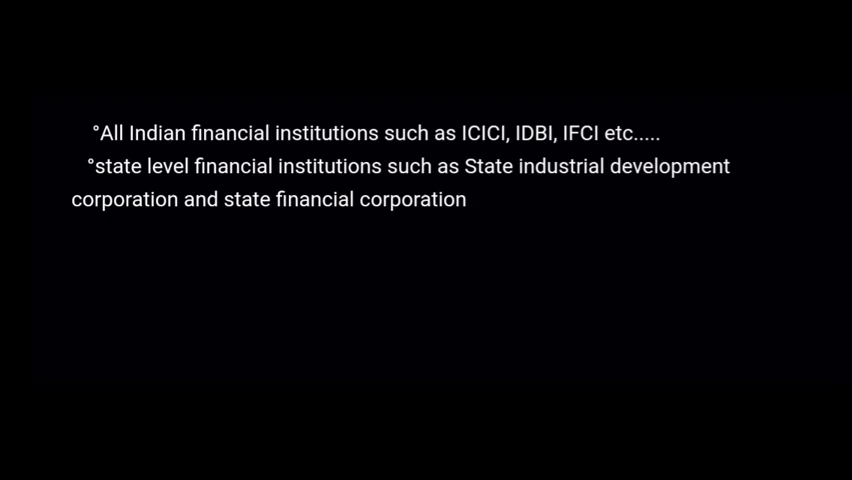 °All Indian financial institutions such as ICICI, IDBI, IFCI etc.....
°state level financial institutions such as State industrial development
corporation and state financial corporation